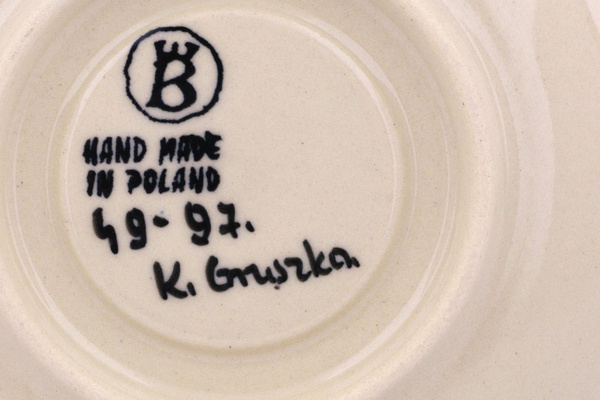 B
HAND MADE
IN POLAND
49-97.
K. Gruszka.